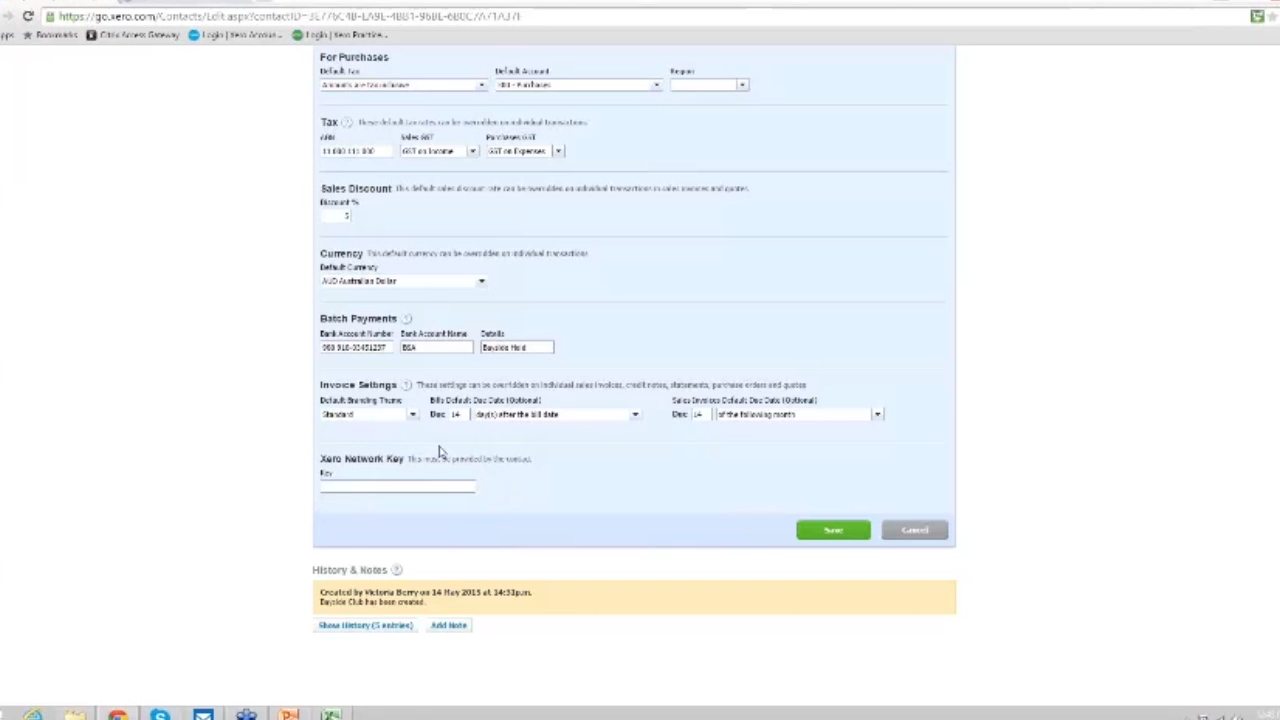 https://go.xero.com/Contacts/Edit.aspx?contactID=
Bookmarks Citrix Access Gateway Login | Xero Accoun... Login | Xero Practice...
For Purchases
Default Tax Default Account Region
Amounts are tax inclusive 300 - Purchases
Tax ? These default tax rates can be overridden on individual transactions
ABN Sales GST Purchases GST
11 000 111 000 GST on Income GST on Expenses
Sales Discount This default sales discount rate can be overridden on individual transactions in sales invoices and quotes.
Discount %
5
Currency This default currency can be overridden on individual transactions
Default Currency
AUD Australian Dollar
Batch Payments ?
Bank Account Number Bank Account Name Details
BSA Bayside Hold
Invoice Settings ? These settings can be overridden on individual sales invoices, credit notes, statements, purchase orders and quotes
Default Branding Theme Bills Default Due Date (Optional) Sales Invoices Default Due Date (Optional)
Standard Due 14 day(s) after the bill date Due 14 of the following month
Xero Network Key This must be provided by the contact
Key
Save Cancel
History & Notes ?
Created by Victoria Berry on 14 May 2015 at 14:31p.m.
Bayside Club has been created.
Show History (5 entries) Add Note